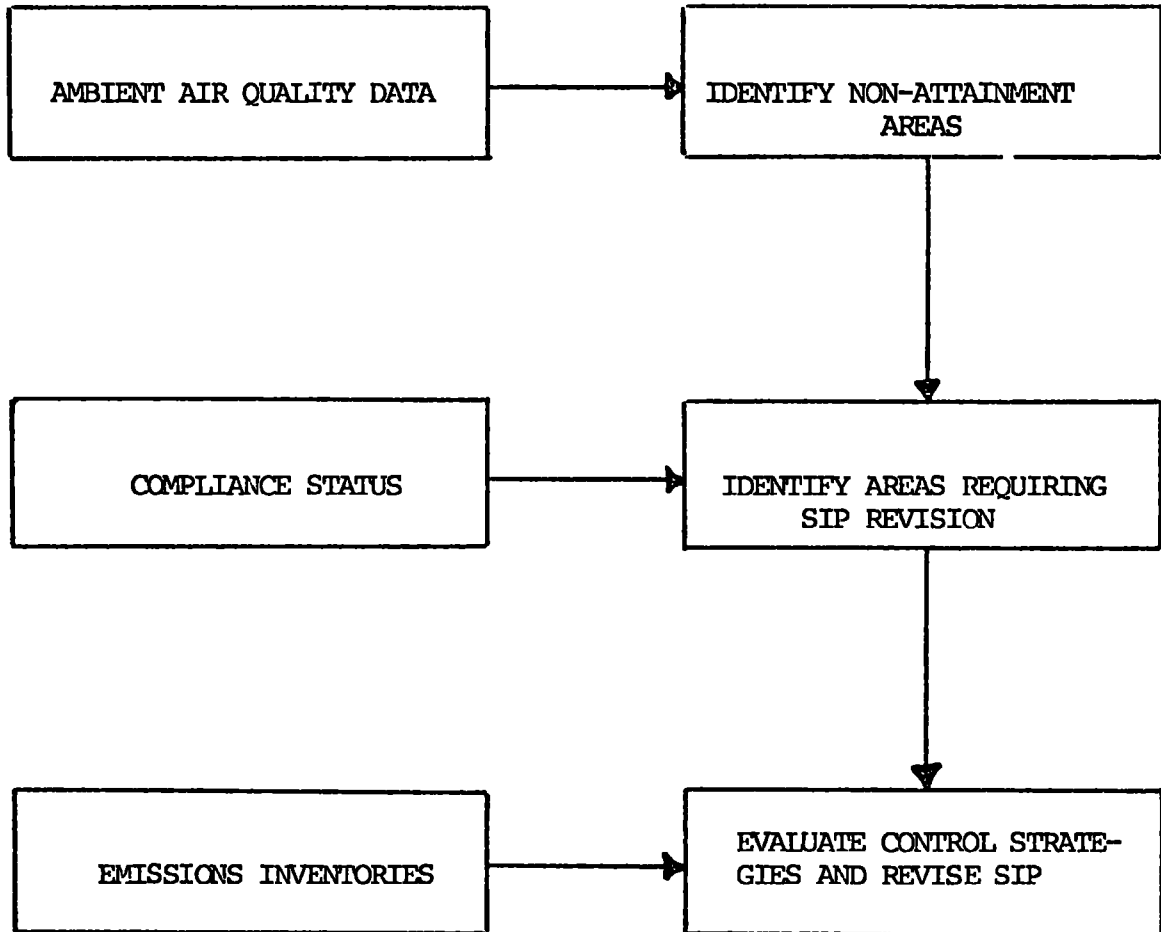 AMBIENT AIR QUALITY DATA
IDENTIFY NON-ATTAINMENT
AREAS
COMPLIANCE STATUS
IDENTIFY AREAS REQUIRING
SIP REVISION
EMISSIONS INVENTORIES
EVALUATE CONTROL STRATE-
GIES AND REVISE SIP